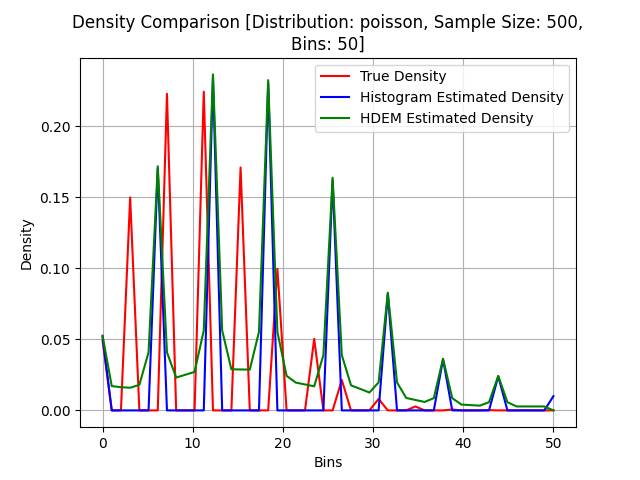 Density Comparison [Distribution: poisson, Sample Size: 500,
Bins: 50]
True Density
Histogram Estimated Density
HDEM Estimated Density
Density
0.20
0.15
0.10
0.05
0.00
0 10 20 30 40 50
Bins